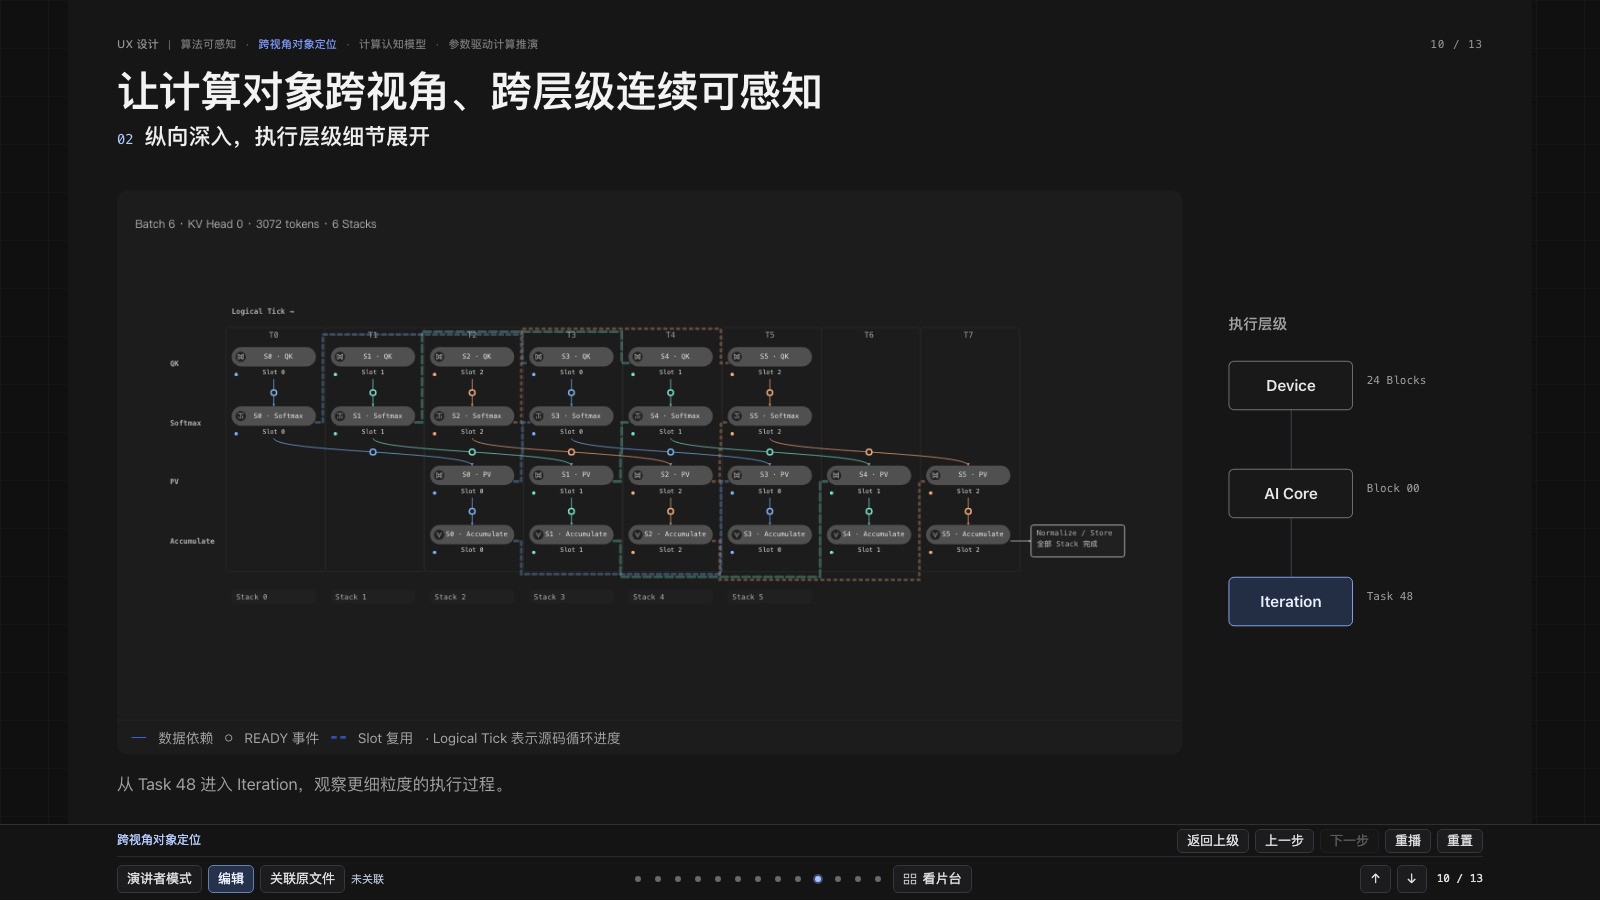 UX 设计 | 算法可感知 · 跨视角对象定位 · 计算认知模型 · 参数驱动计算推演
10 / 13
让计算对象跨视角、跨层级连续可感知
02 纵向深入，执行层级细节展开
Batch 6 · KV Head 0 · 3072 tokens · 6 Stacks
Logical Tick →
T0 T1 T2 T3 T4 T5 T6 T7
QK
S0 · QK S1 · QK S2 · QK S3 · QK S4 · QK S5 · QK
Slot 0 Slot 1 Slot 2 Slot 0 Slot 1 Slot 2
Softmax
S0 · Softmax S1 · Softmax S2 · Softmax S3 · Softmax S4 · Softmax S5 · Softmax
Slot 0 Slot 1 Slot 2 Slot 0 Slot 1 Slot 2
PV
S0 · PV S1 · PV S2 · PV S3 · PV S4 · PV S5 · PV
Slot 0 Slot 1 Slot 2 Slot 0 Slot 1 Slot 2
Accumulate
S0 · Accumulate S1 · Accumulate S2 · Accumulate S3 · Accumulate S4 · Accumulate S5 · Accumulate
Slot 0 Slot 1 Slot 2 Slot 0 Slot 1 Slot 2
Normalize / Store
全部 Stack 完成
Stack 0 Stack 1 Stack 2 Stack 3 Stack 4 Stack 5
数据依赖 READY 事件 Slot 复用 · Logical Tick 表示源码循环进度
执行层级
Device 24 Blocks
AI Core Block 00
Iteration Task 48
从 Task 48 进入 Iteration，观察更细粒度的执行过程。
跨视角对象定位
返回上级 上一步 下一步 重播 重置
演讲者模式 编辑 关联原文件 未关联
看片台
↑ ↓ 10 / 13